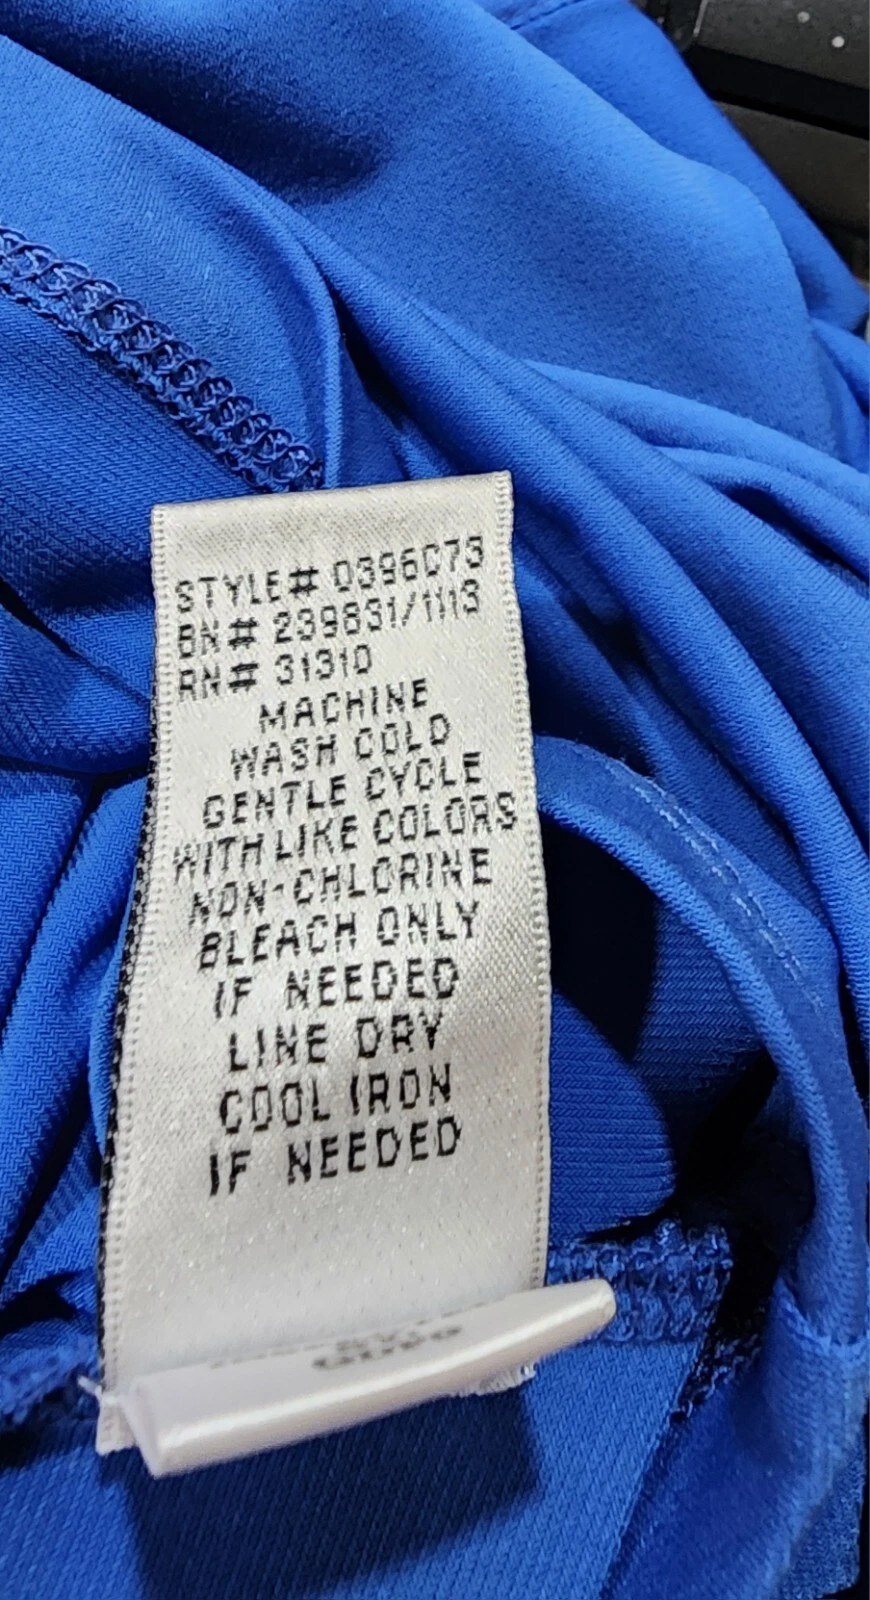 STYLE# 0396C73
BN# 239831/1113
RN# 31310
MACHINE
WASH COLD
GENTLE CYCLE
WITH LIKE COLORS
NON-CHLORINE
BLEACH ONLY
IF NEEDED
LINE DRY
COOL IRON
IF NEEDED